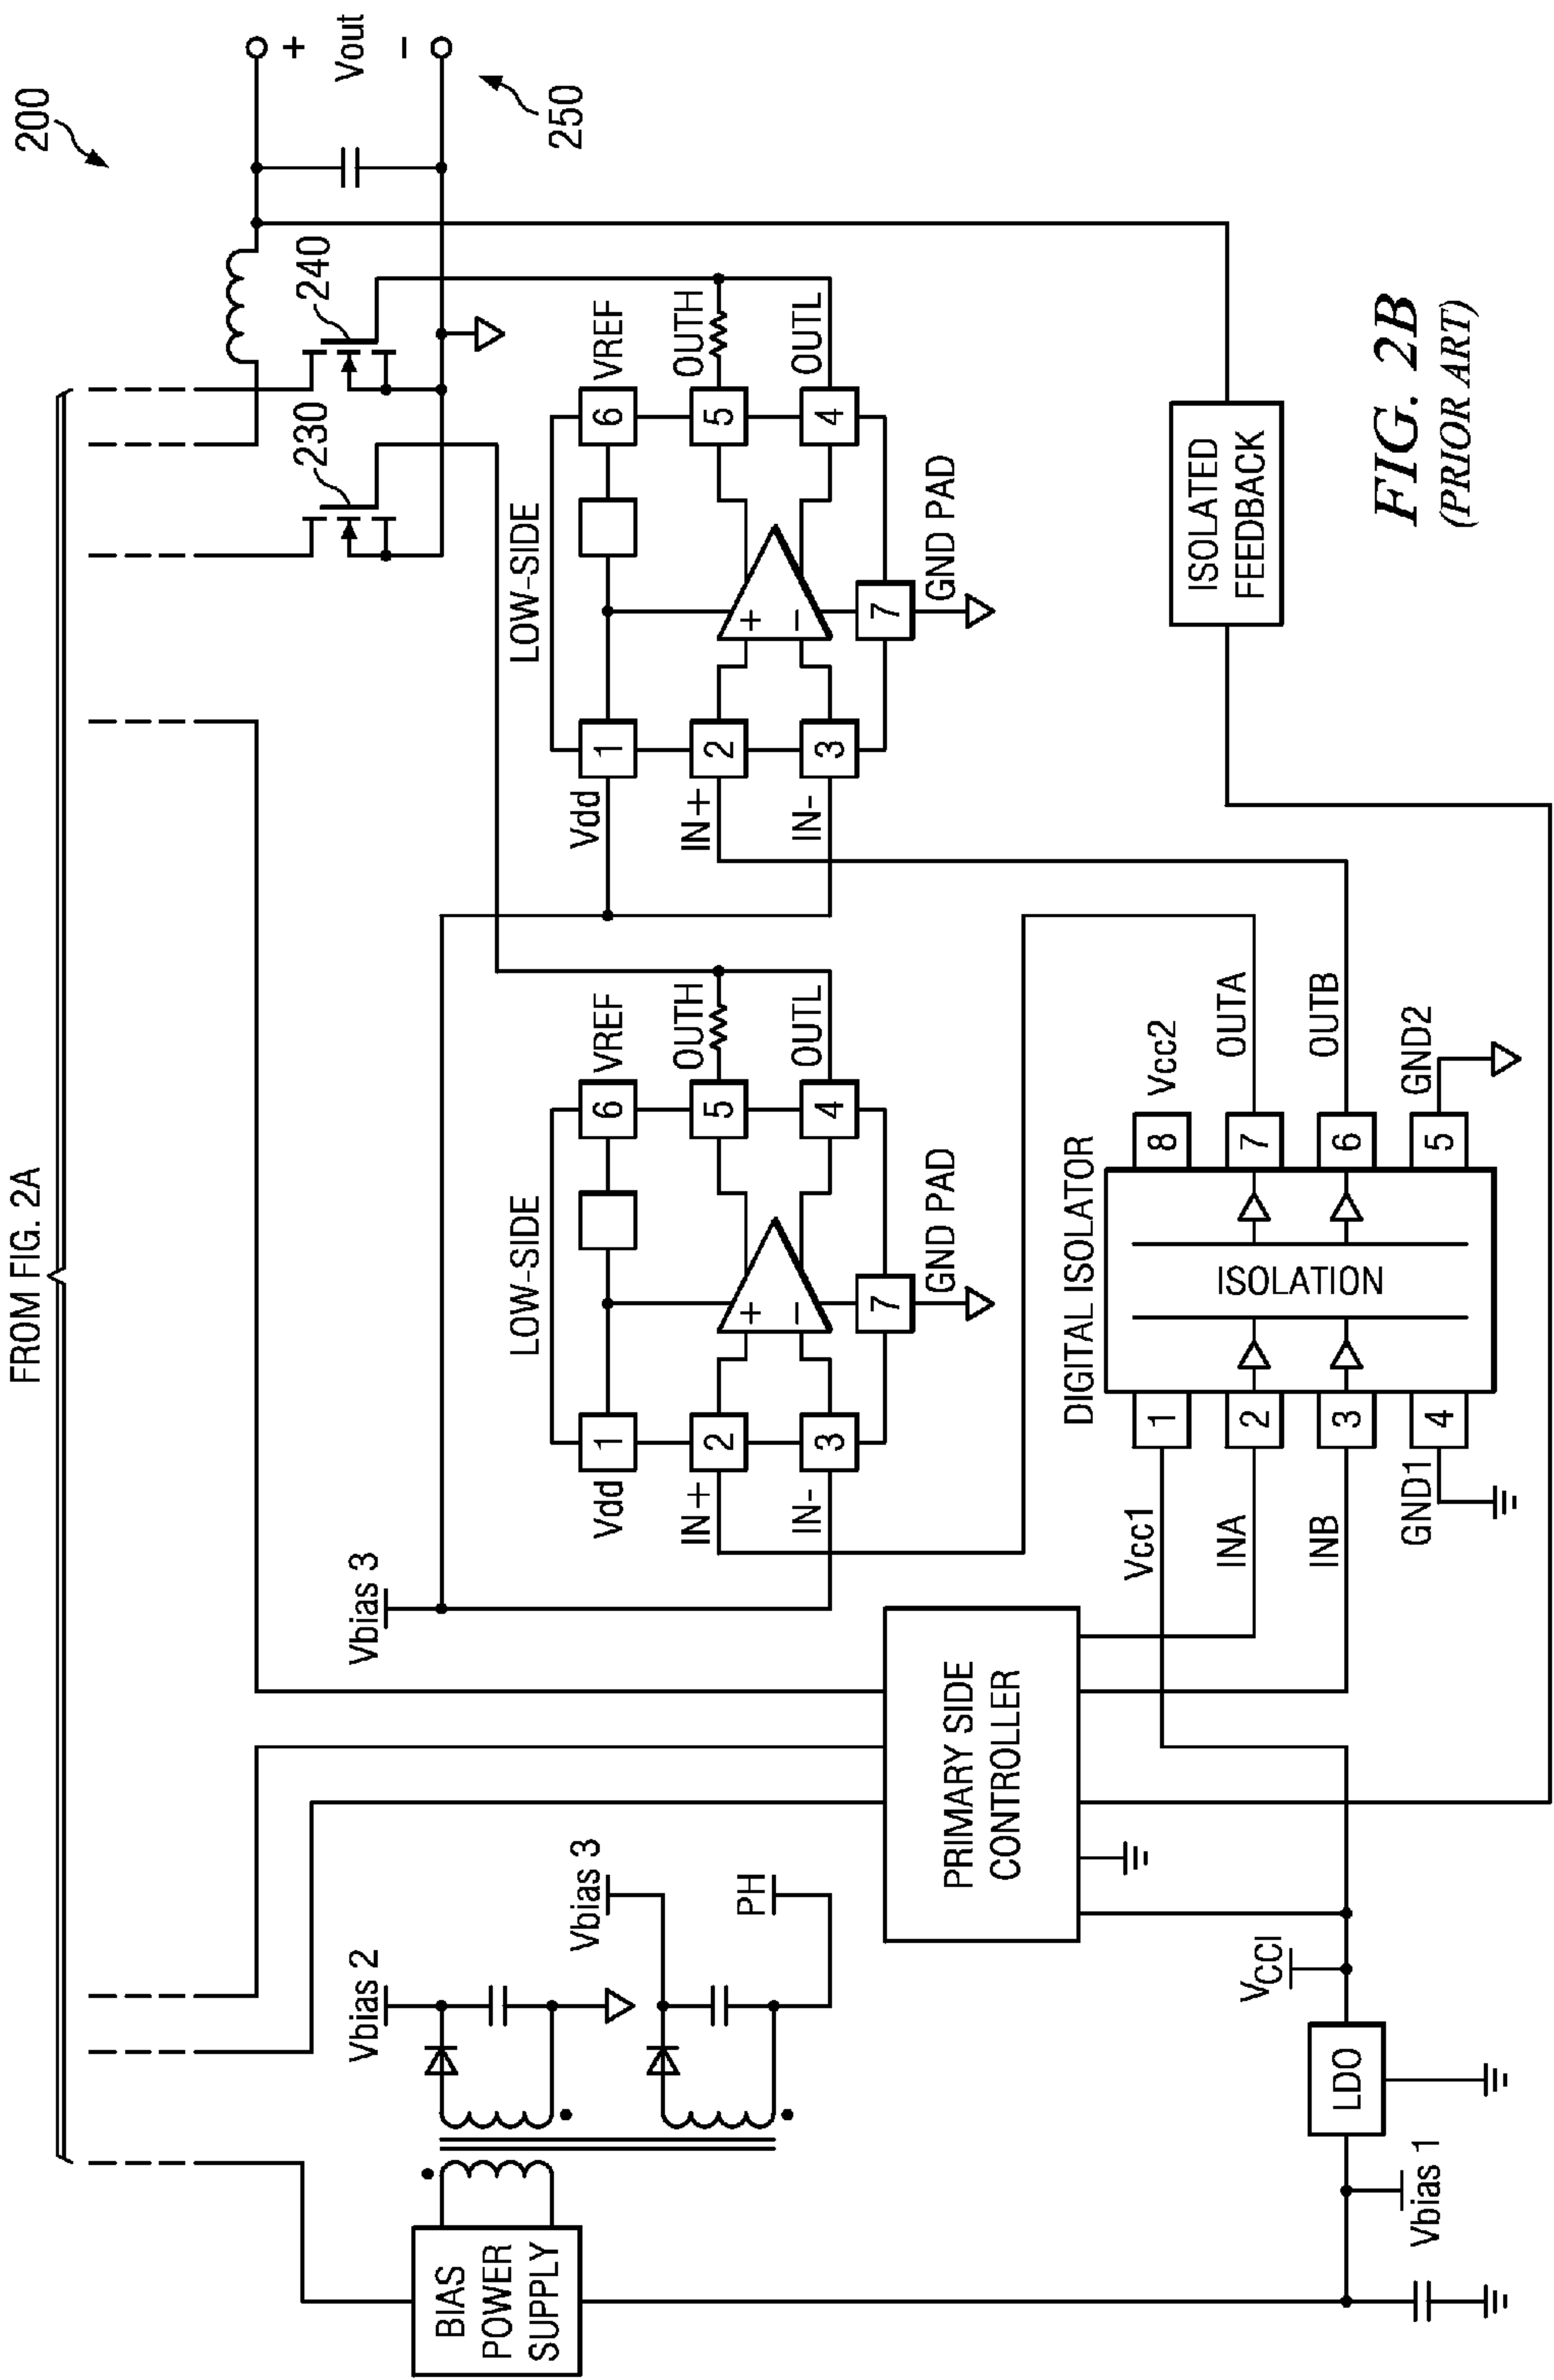 FROM FIG. 2A
200
+
Vout
−
250
240
230
BIAS
POWER
SUPPLY
Vbias 2
Vbias 3
PH
Vbias 3
LOW-SIDE
Vdd
1
IN+
2
IN-
3
+
−
6
VREF
5
OUTH
4
OUTL
7
GND PAD
LOW-SIDE
Vdd
1
IN+
2
IN-
3
+
−
6
VREF
5
OUTH
4
OUTL
7
GND PAD
PRIMARY SIDE
CONTROLLER
DIGITAL ISOLATOR
Vcc1
1
INA
2
INB
3
GND1
4
ISOLATION
8
Vcc2
7
OUTA
6
OUTB
5
GND2
ISOLATED
FEEDBACK
VCCI
LDO
Vbias 1
FIG. 2B
(PRIOR ART)